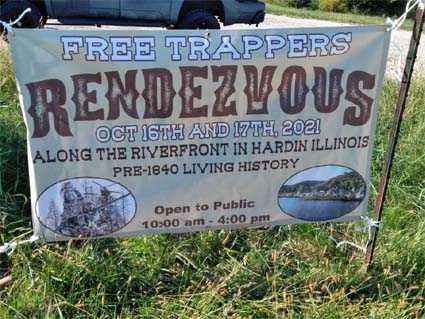 FREE TRAPPERS
RENDEZVOUS
OCT 16TH AND 17TH, 2021
ALONG THE RIVERFRONT IN HARDIN ILLINOIS
PRE-1840 LIVING HISTORY
Open to Public
10:00 am - 4:00 pm